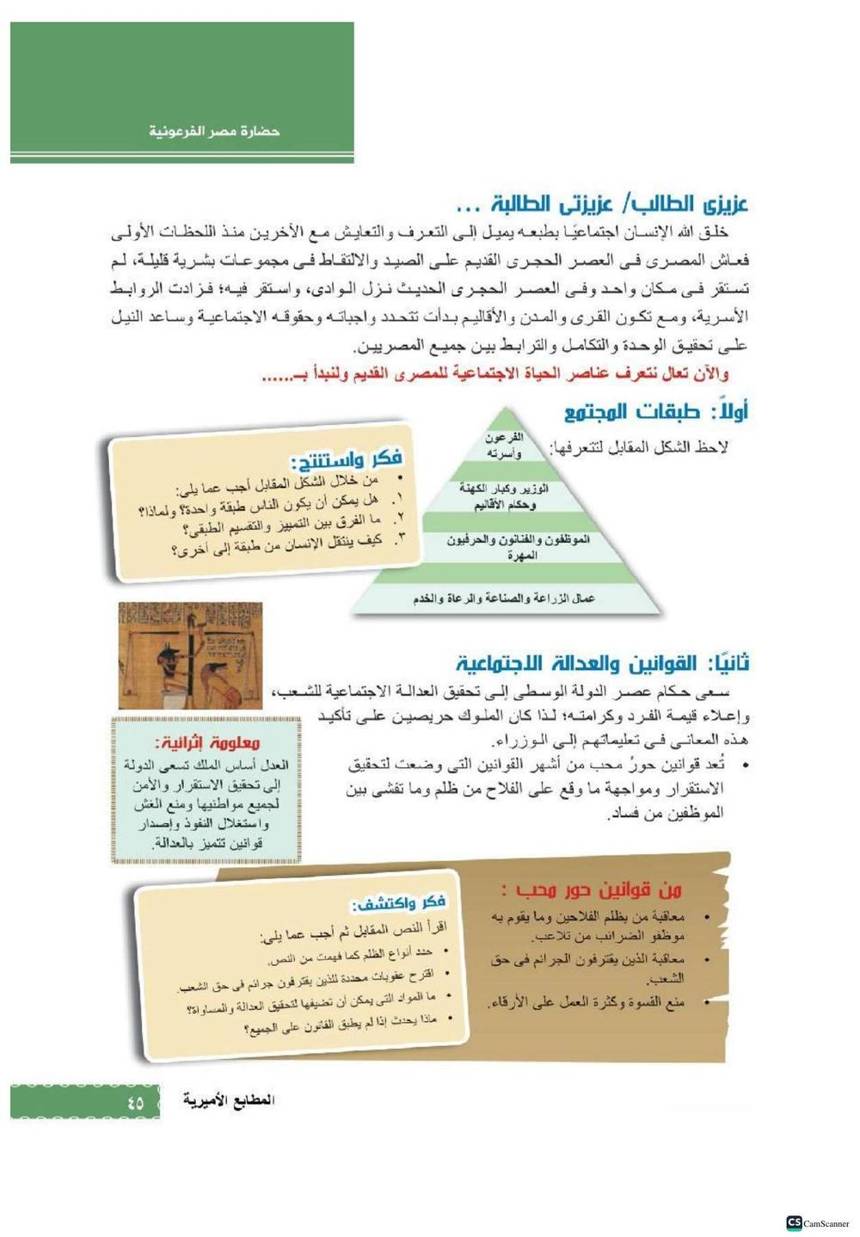 حضارة مصر الفرعونية
عزيزى الطالب/ عزيزتى الطالبة ...
خلق الله الإنسان اجتماعيًا بطبعه يميل إلى التعرف والتعايش مع الآخرين منذ اللحظات الأولى
فعاش المصرى فى العصر الحجرى القديم على الصيد والالتقاط فى مجموعات بشرية قليلة، لم
تستقر فى مكان واحد وفى العصر الحجرى الحديث نزل الوادى، واستقر فيه؛ فزادت الروابط
الأسرية، ومع تكون القرى والمدن والأقاليم بدأت تتحدد واجباته وحقوقه الاجتماعية وساعد النيل
على تحقيق الوحدة والتكامل والترابط بين جميع المصريين.
والآن تعال نتعرف عناصر الحياة الاجتماعية للمصرى القديم ولنبدأ بـ......
أولاً: طبقات المجتمع
لاحظ الشكل المقابل لتتعرفها:
الفرعون
وأسرته
الوزير وكبار الكهنة
وحكام الأقاليم
الموظفون والفنانون والحرفيون
المهرة
عمال الزراعة والصناعة والرعاة والخدم
فكر واستنتج:
• من خلال الشكل المقابل أجب عما يلى:
١. هل يمكن أن يكون الناس طبقة واحدة؟ ولماذا؟
٢. ما الفرق بين التمييز والتقسيم الطبقى؟
٣. كيف ينتقل الإنسان من طبقة إلى أخرى؟
ثانيًا: القوانين والعدالة الاجتماعية
سعى حكام عصر الدولة الوسطى إلى تحقيق العدالة الاجتماعية للشعب،
وإعلاء قيمة الفرد وكرامته؛ لذا كان الملوك حريصين على تأكيد
هذه المعانى فى تعليماتهم إلى الوزراء.
• تُعد قوانين حورُ محب من أشهر القوانين التى وضعت لتحقيق
الاستقرار ومواجهة ما وقع على الفلاح من ظلم وما تفشى بين
الموظفين من فساد.
معلومة إثرائية:
العدل أساس الملك تسعى الدولة
إلى تحقيق الاستقرار والأمن
لجميع مواطنيها ومنع الغش
واستغلال النفوذ وإصدار
قوانين تتميز بالعدالة.
من قوانين حور محب :
• معاقبة من يظلم الفلاحين وما يقوم به
موظفو الضرائب من تلاعب.
• معاقبة الذين يقترفون الجرائم فى حق
الشعب.
• منع القسوة وكثرة العمل على الأرقاء.
فكر واكتشف:
اقرأ النص المقابل ثم أجب عما يلى:
• حدد أنواع الظلم كما فهمت من النص.
• اقترح عقوبات محددة للذين يقترفون جرائم فى حق الشعب.
• ما المواد التى يمكن أن تضيفها لتحقيق العدالة والمساواة؟
• ماذا يحدث إذا لم يطبق القانون على الجميع؟
المطابع الأميرية
٤٥
CS CamScanner